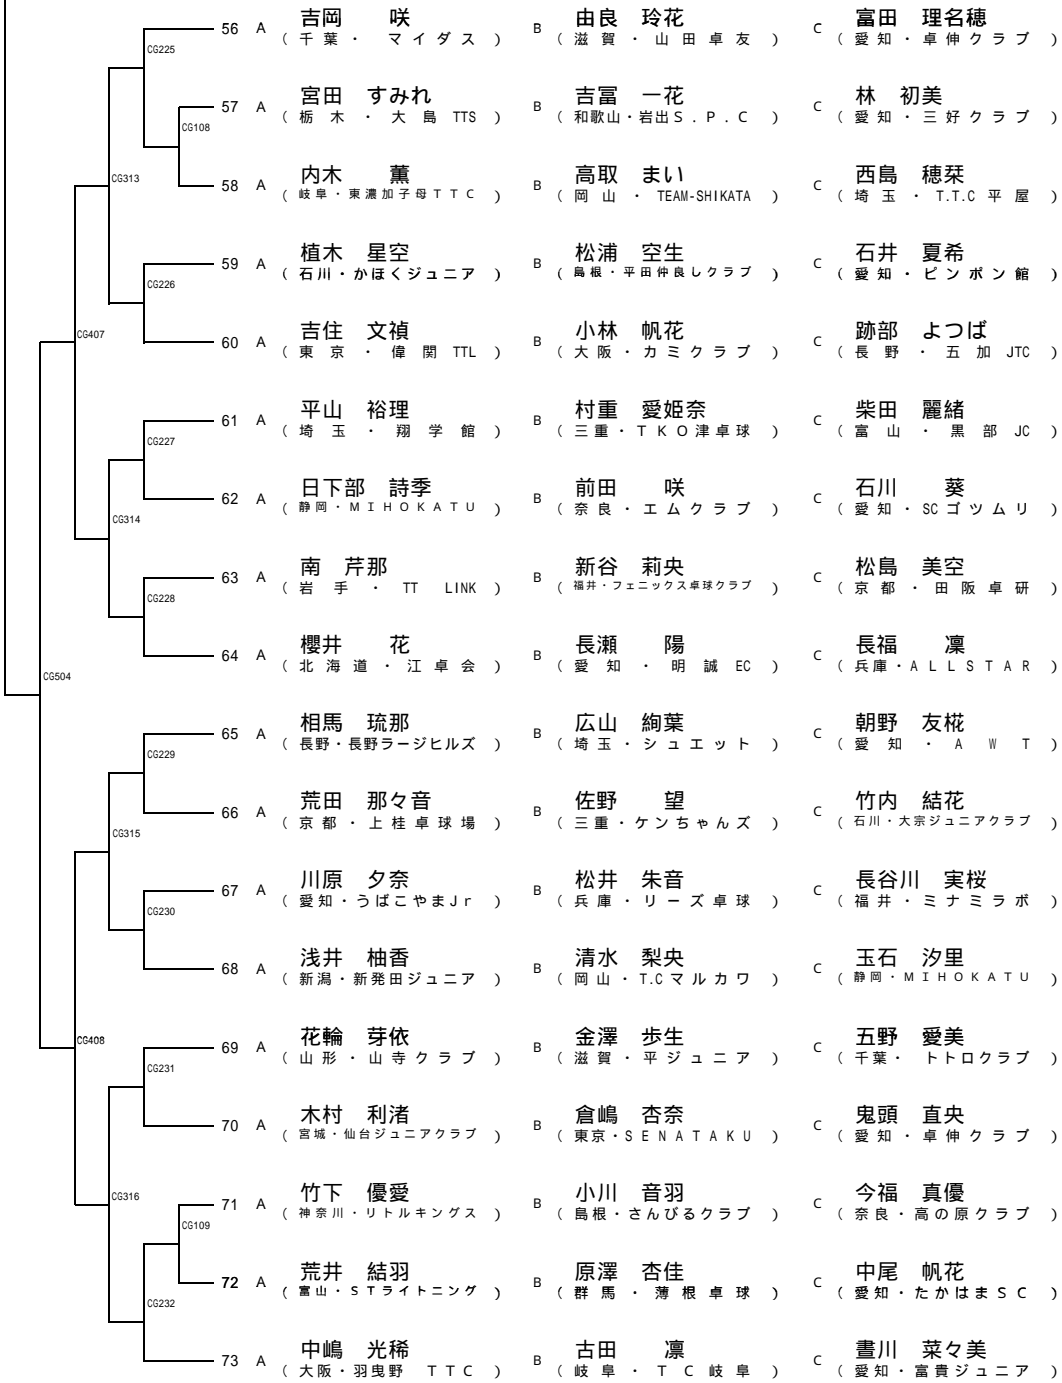 吉岡　咲　由良 玲花　富田 理名穂
56 A （千葉・マイダス） B （滋賀・山田卓友） C （愛知・卓伸クラブ）
CG225
宮田 すみれ　吉冨 一花　林 初美
57 A （栃木・大島TTS） B （和歌山・岩出S.P.C） C （愛知・三好クラブ）
CG108
CG313
内木　薫　高取 まい　西島 穂栞
58 A （岐阜・東濃加子母TTC） B （岡山・TEAM-SHIKATA） C （埼玉・T.T.C平屋）
植木 星空　松浦 空生　石井 夏希
59 A （石川・かほくジュニア） B （島根・平田仲良しクラブ） C （愛知・ピンポン館）
CG226
CG407
吉住 文禎　小林 帆花　跡部 よつば
60 A （東京・偉関TTL） B （大阪・カミクラブ） C （長野・五加JTC）
平山 裕理　村重 愛姫奈　柴田 麗緒
61 A （埼玉・翔学館） B （三重・TKO津卓球） C （富山・黒部JC）
CG227
日下部 詩季　前田　咲　石川　葵
62 A （静岡・MIHOKATU） B （奈良・エムクラブ） C （愛知・SCゴツムリ）
CG314
南 芹那　新谷 莉央　松島 美空
63 A （岩手・TT LINK） B （福井・フェニックス卓球クラブ） C （京都・田阪卓研）
CG228
櫻井　花　長瀬　陽　長福　凛
64 A （北海道・江卓会） B （愛知・明誠EC） C （兵庫・ALLSTAR）
CG504
相馬 琉那　広山 絢葉　朝野 友椛
65 A （長野・長野ラージヒルズ） B （埼玉・シュエット） C （愛知・AWT）
CG229
荒田 那々音　佐野　望　竹内 結花
66 A （京都・上桂卓球場） B （三重・ケンちゃんズ） C （石川・大宗ジュニアクラブ）
CG315
川原 夕奈　松井 朱音　長谷川 実桜
67 A （愛知・うばこやまJr） B （兵庫・リーズ卓球） C （福井・ミナミラボ）
CG230
浅井 柚香　清水 梨央　玉石 汐里
68 A （新潟・新発田ジュニア） B （岡山・T.Cマルカワ） C （静岡・MIHOKATU）
花輪 芽依　金澤 歩生　五野 愛美
69 A （山形・山寺クラブ） B （滋賀・平ジュニア） C （千葉・トトロクラブ）
CG408
CG231
木村 利渚　倉嶋 杏奈　鬼頭 直央
70 A （宮城・仙台ジュニアクラブ） B （東京・SENATAKU） C （愛知・卓伸クラブ）
竹下 優愛　小川 音羽　今福 真優
71 A （神奈川・リトルキングス） B （島根・さんびるクラブ） C （奈良・高の原クラブ）
CG316
CG109
荒井 結羽　原澤 杏佳　中尾 帆花
72 A （富山・STライトニング） B （群馬・薄根卓球） C （愛知・たかはまSC）
CG232
中嶋 光稀　古田　凛　晝川 菜々美
73 A （大阪・羽曳野 TTC） B （岐阜・TC岐阜） C （愛知・富貴ジュニア）